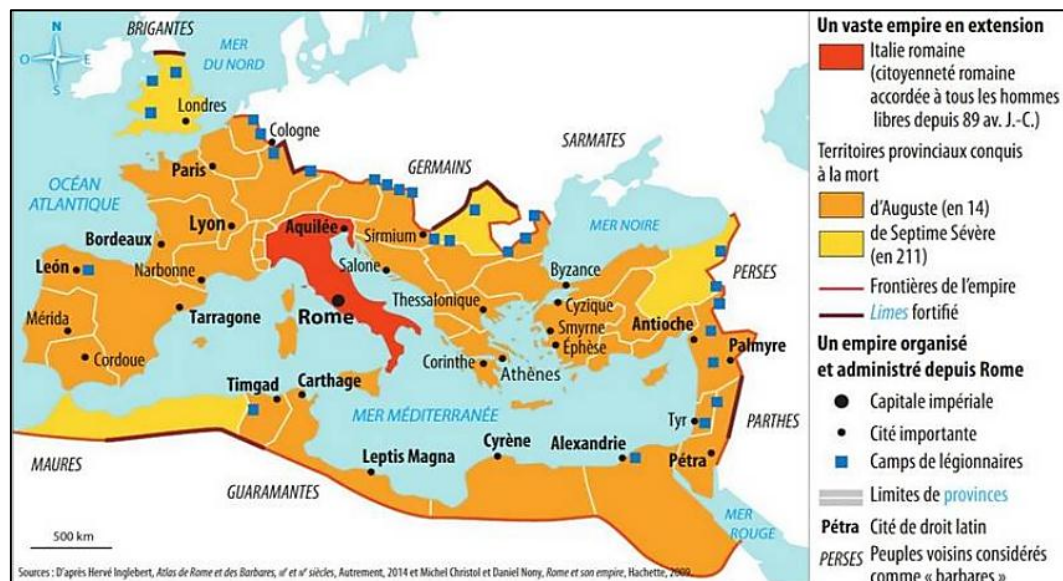 BRIGANTES
N
O
E
S
MER
DU NORD
Londres
Cologne
SARMATES
GERMAINS
Paris
OCÉAN
ATLANTIQUE
MER NOIRE
Lyon
Aquilée
Sirmium
Bordeaux
PERSES
León
Narbonne
Salone
Byzance
Thessalonique
Cyzique
Mérida
Tarragone
Rome
Smyrne
Antioche
Éphèse
Palmyre
Cordoue
Corinthe
Athènes
Timgad
Carthage
MER MÉDITERRANÉE
Tyr
PARTHES
Cyrène
Alexandrie
MAURES
Leptis Magna
Pétra
GUARAMANTES
MER
ROUGE
500 km
Sources : D'après Hervé Inglebert, Atlas de Rome et des Barbares, siècles, Autrement, 2014 et Michel Christol et Daniel Nony, Rome et son empire, Hachette, 2009.
Un vaste empire en extension
Italie romaine
(citoyenneté romaine
accordée à tous les hommes
libres depuis 89 av. J.-C.)
Territoires provinciaux conquis
à la mort
d'Auguste (en 14)
de Septime Sévère
(en 211)
Frontières de l'empire
Limes fortifié
Un empire organisé
et administré depuis Rome
Capitale impériale
Cité importante
Camps de légionnaires
Limites de provinces
Pétra Cité de droit latin
PERSES Peuples voisins considérés
comme « barbares »